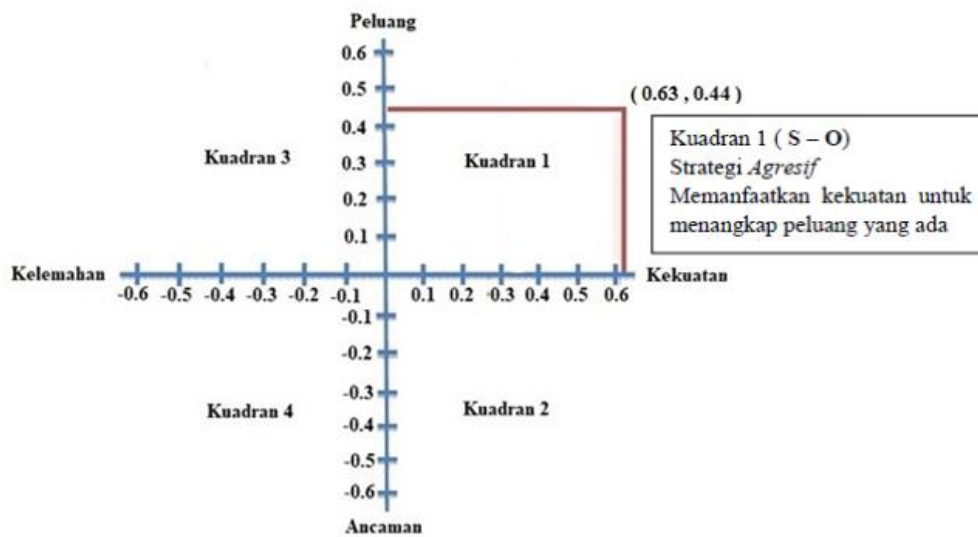 Peluang
0.6
0.5
( 0.63 , 0.44 )
0.4
Kuadran 3
0.3
Kuadran 1
0.2
0.1
Kuadran 1 ( S – O)
Strategi Agresif
Memanfaatkan kekuatan untuk
menangkap peluang yang ada
Kelemahan
Kekuatan
-0.6 -0.5 -0.4 -0.3 -0.2 -0.1 0.1 0.2 0.3 0.4 0.5 0.6
-0.1
-0.2
-0.3
Kuadran 4
Kuadran 2
-0.4
-0.5
-0.6
Ancaman